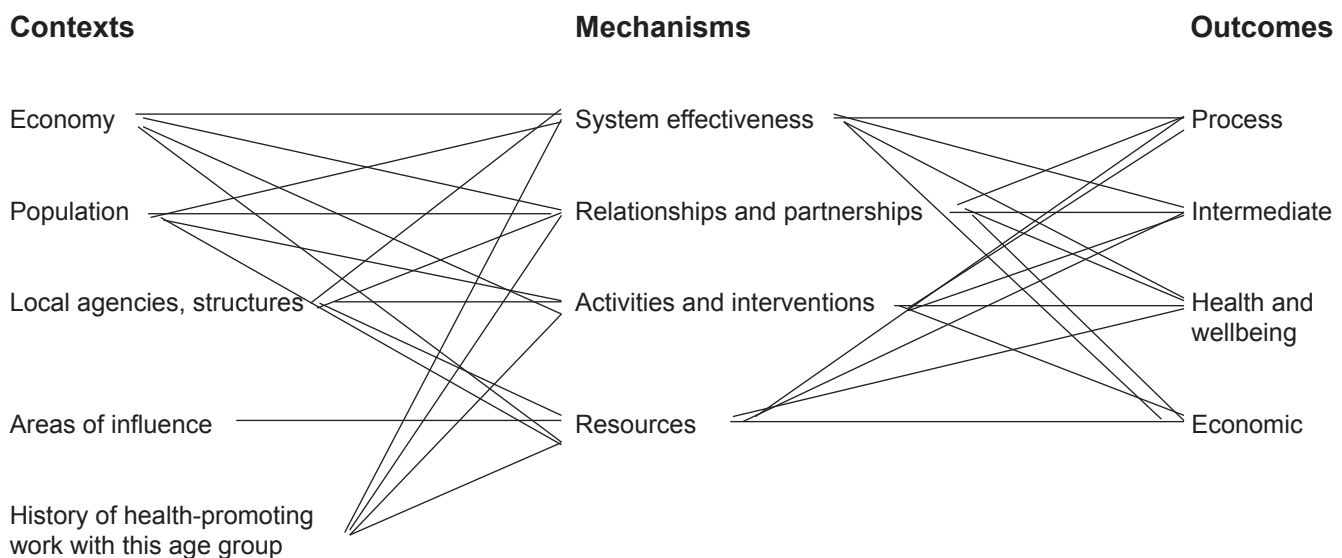 Contexts Mechanisms Outcomes
Economy System effectiveness Process
Population Relationships and partnerships Intermediate
Local agencies, structures Activities and interventions Health and
wellbeing
Areas of influence Resources Economic
History of health-promoting
work with this age group